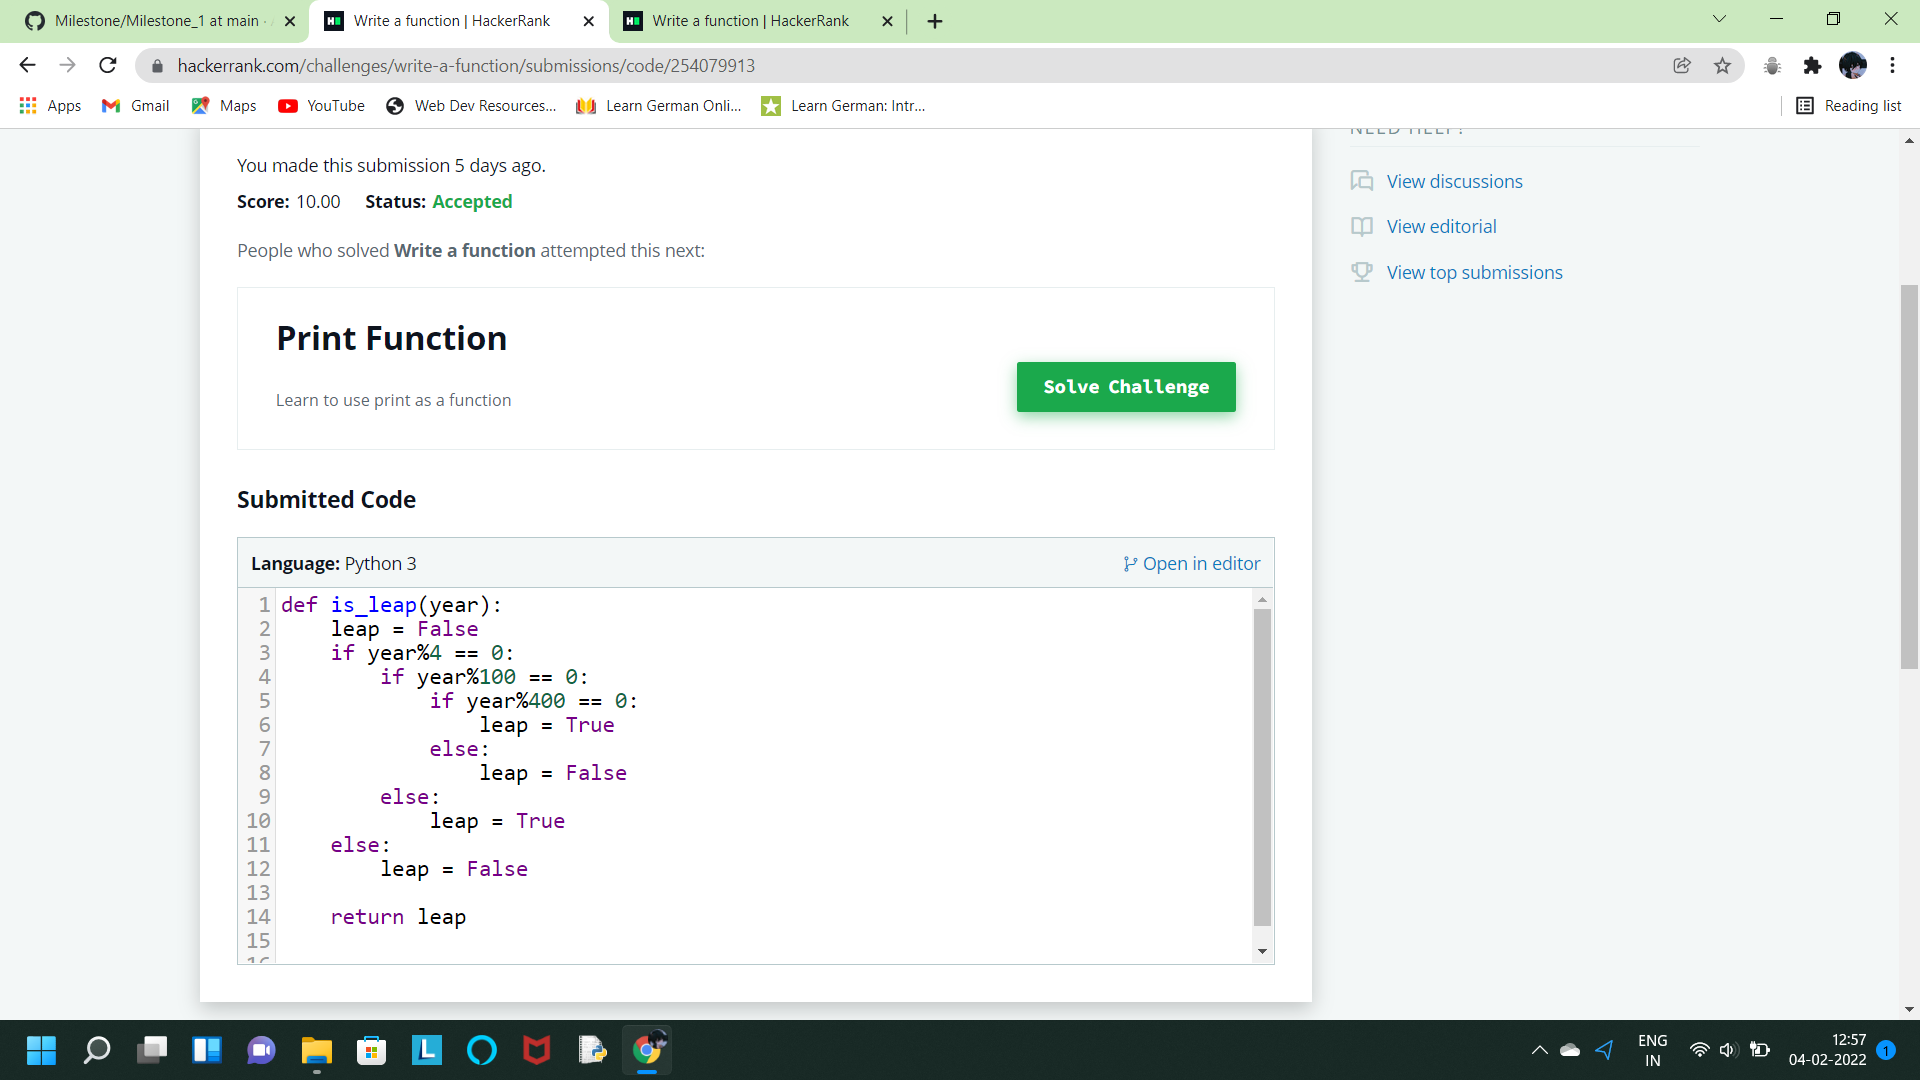 Milestone/Milestone_1 at main ·
Write a function | HackerRank
Write a function | HackerRank
hackerrank.com/challenges/write-a-function/submissions/code/254079913
Apps
Gmail
Maps
YouTube
Web Dev Resources...
Learn German Onli...
Learn German: Intr...
Reading list
NEED HELP?
You made this submission 5 days ago.
Score: 10.00 Status: Accepted
People who solved Write a function attempted this next:
Print Function
Learn to use print as a function
Solve Challenge
View discussions
View editorial
View top submissions
Submitted Code
Language: Python 3
Open in editor
1 def is_leap(year):
2     leap = False
3     if year%4 == 0:
4         if year%100 == 0:
5             if year%400 == 0:
6                 leap = True
7             else:
8                 leap = False
9         else:
10             leap = True
11     else:
12         leap = False
13
14     return leap
15
16
ENG
IN
12:57
04-02-2022
1